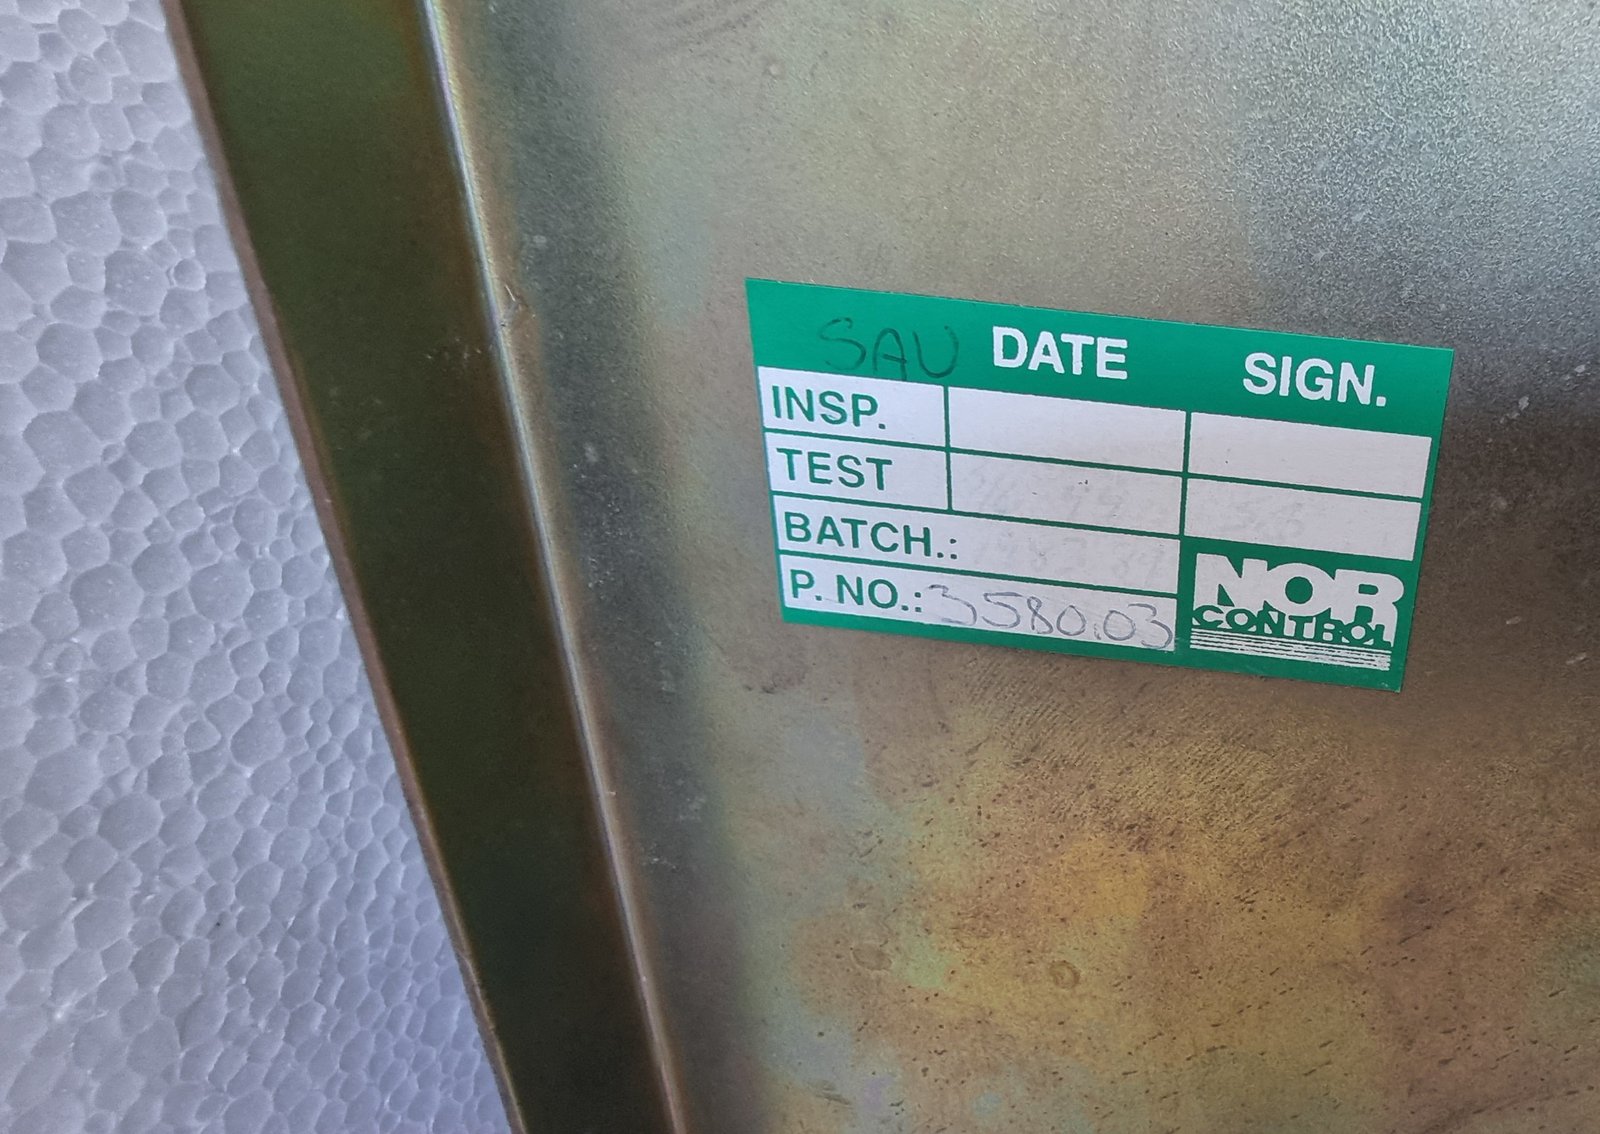 SAU DATE SIGN.
INSP.
TEST
BATCH.:
P. NO.: 3580.03
NOR
CONTROL